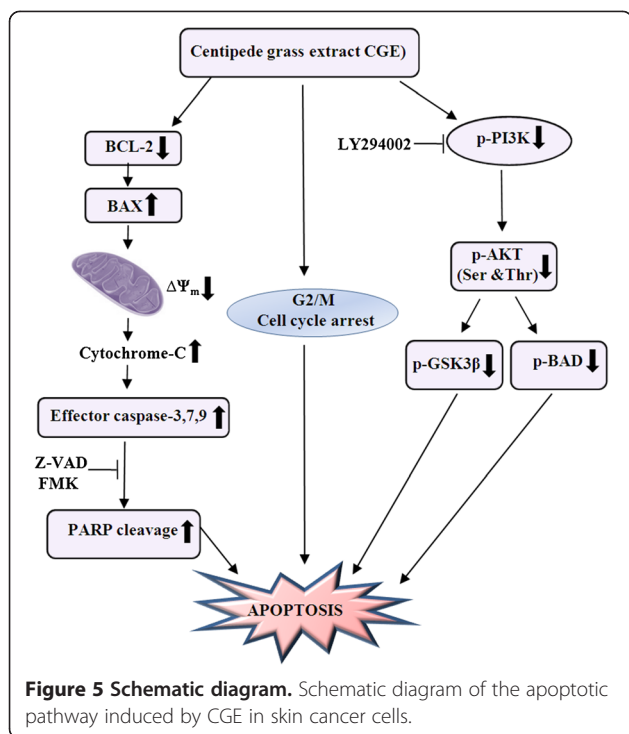 Centipede grass extract CGE)
BCL-2
BAX
ΔΨm
Cytochrome-C
Effector caspase-3,7,9
Z-VAD
FMK
PARP cleavage
G2/M
Cell cycle arrest
LY294002
p-PI3K
p-AKT
(Ser &Thr)
p-GSK3β
p-BAD
APOPTOSIS
Figure 5 Schematic diagram. Schematic diagram of the apoptotic
pathway induced by CGE in skin cancer cells.